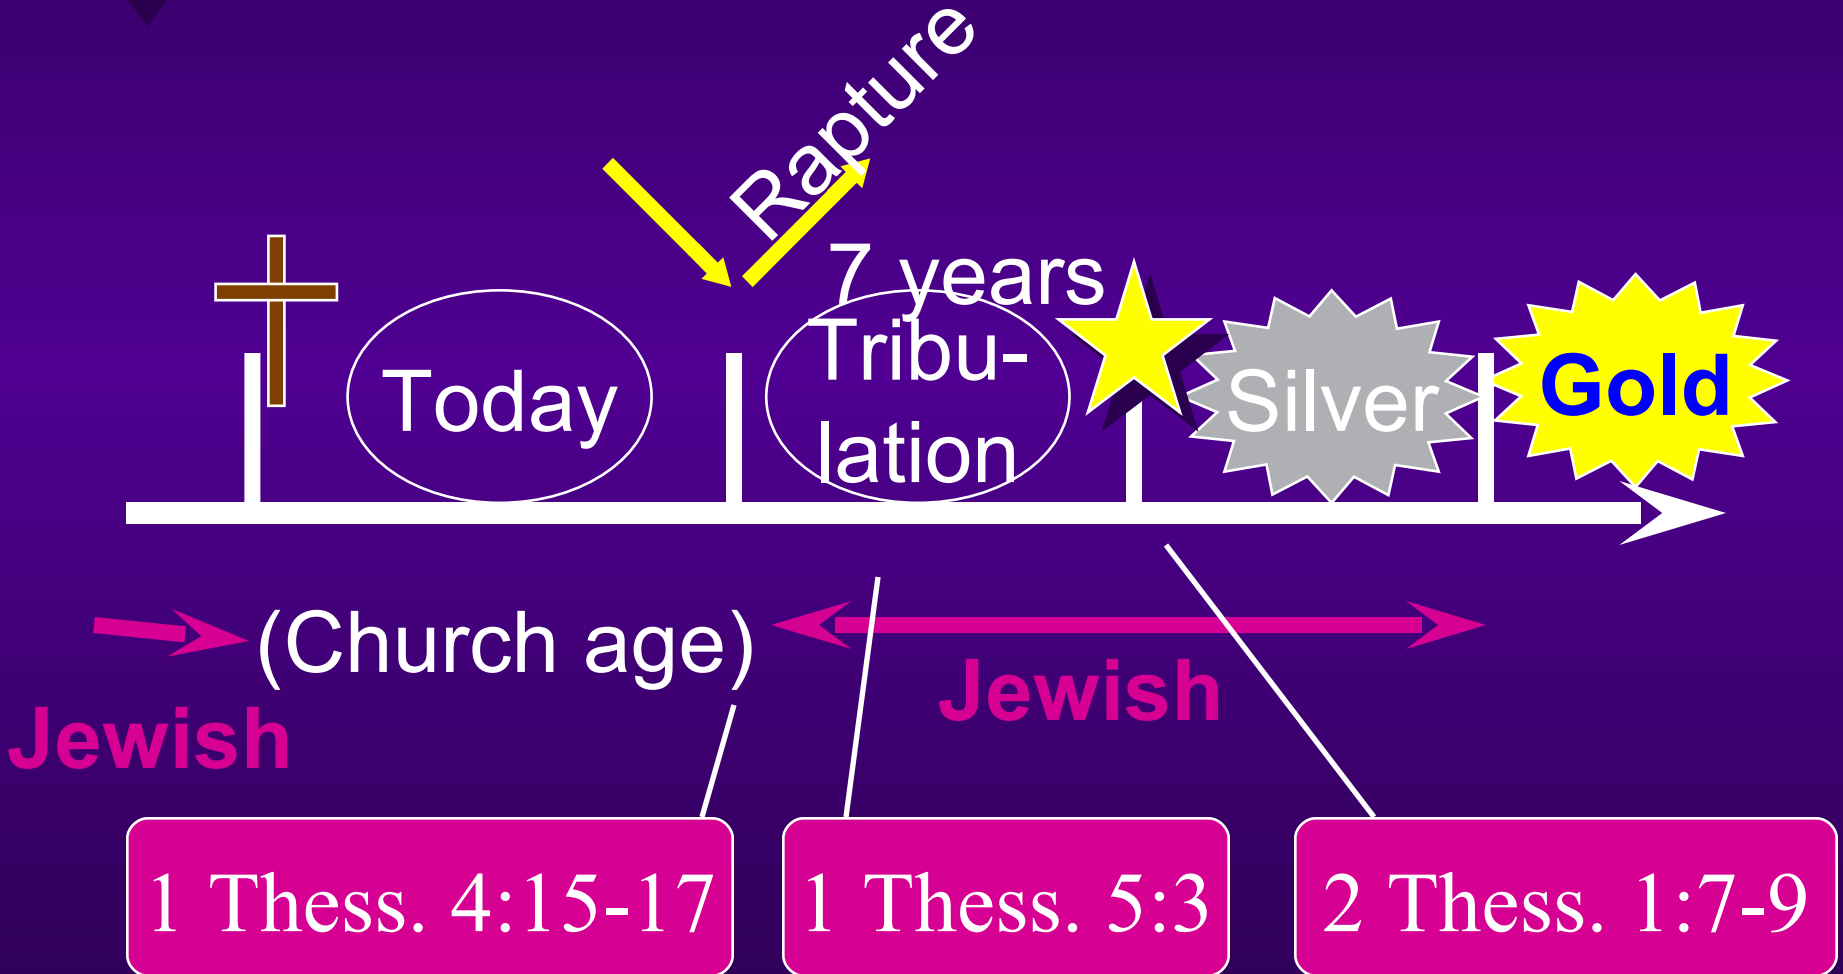 Rapture
7 years
Today
Tribu-
lation
Silver
Gold
(Church age)
Jewish
Jewish
1 Thess. 4:15-17
1 Thess. 5:3
2 Thess. 1:7-9